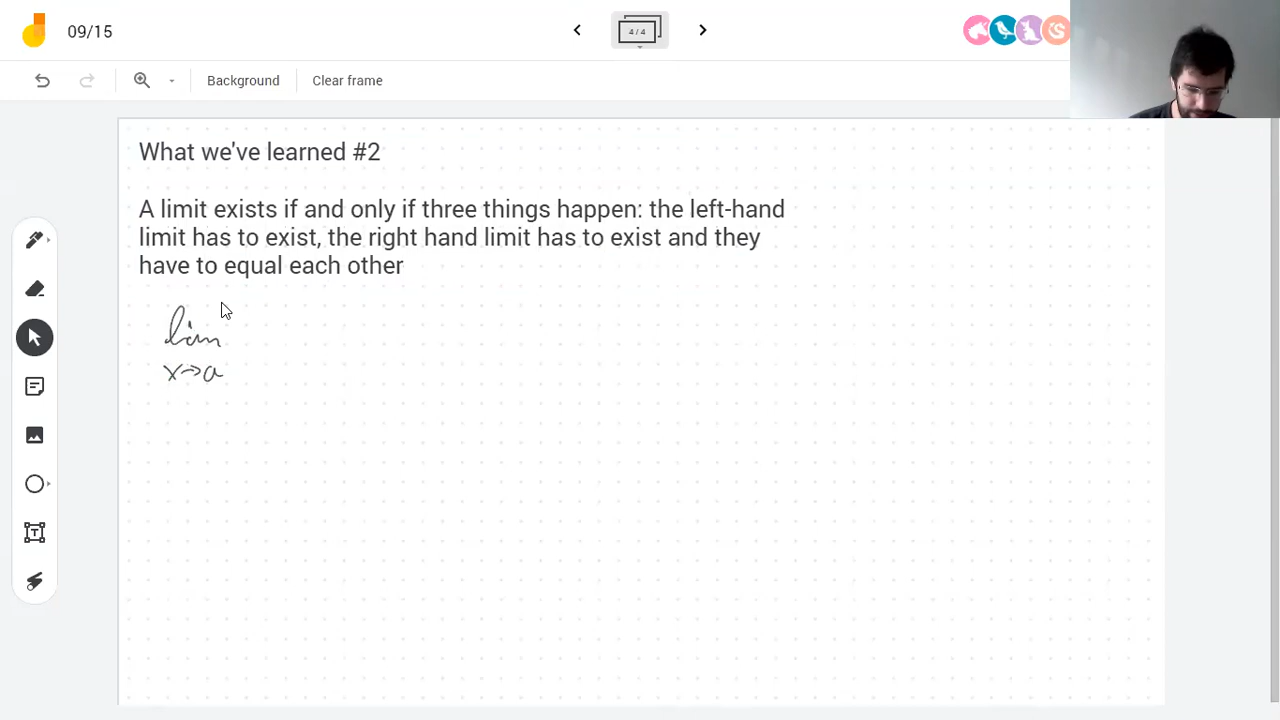 09/15
4 / 4
Background
Clear frame
What we've learned #2
A limit exists if and only if three things happen: the left-hand
limit has to exist, the right hand limit has to exist and they
have to equal each other
lim
x→a
T